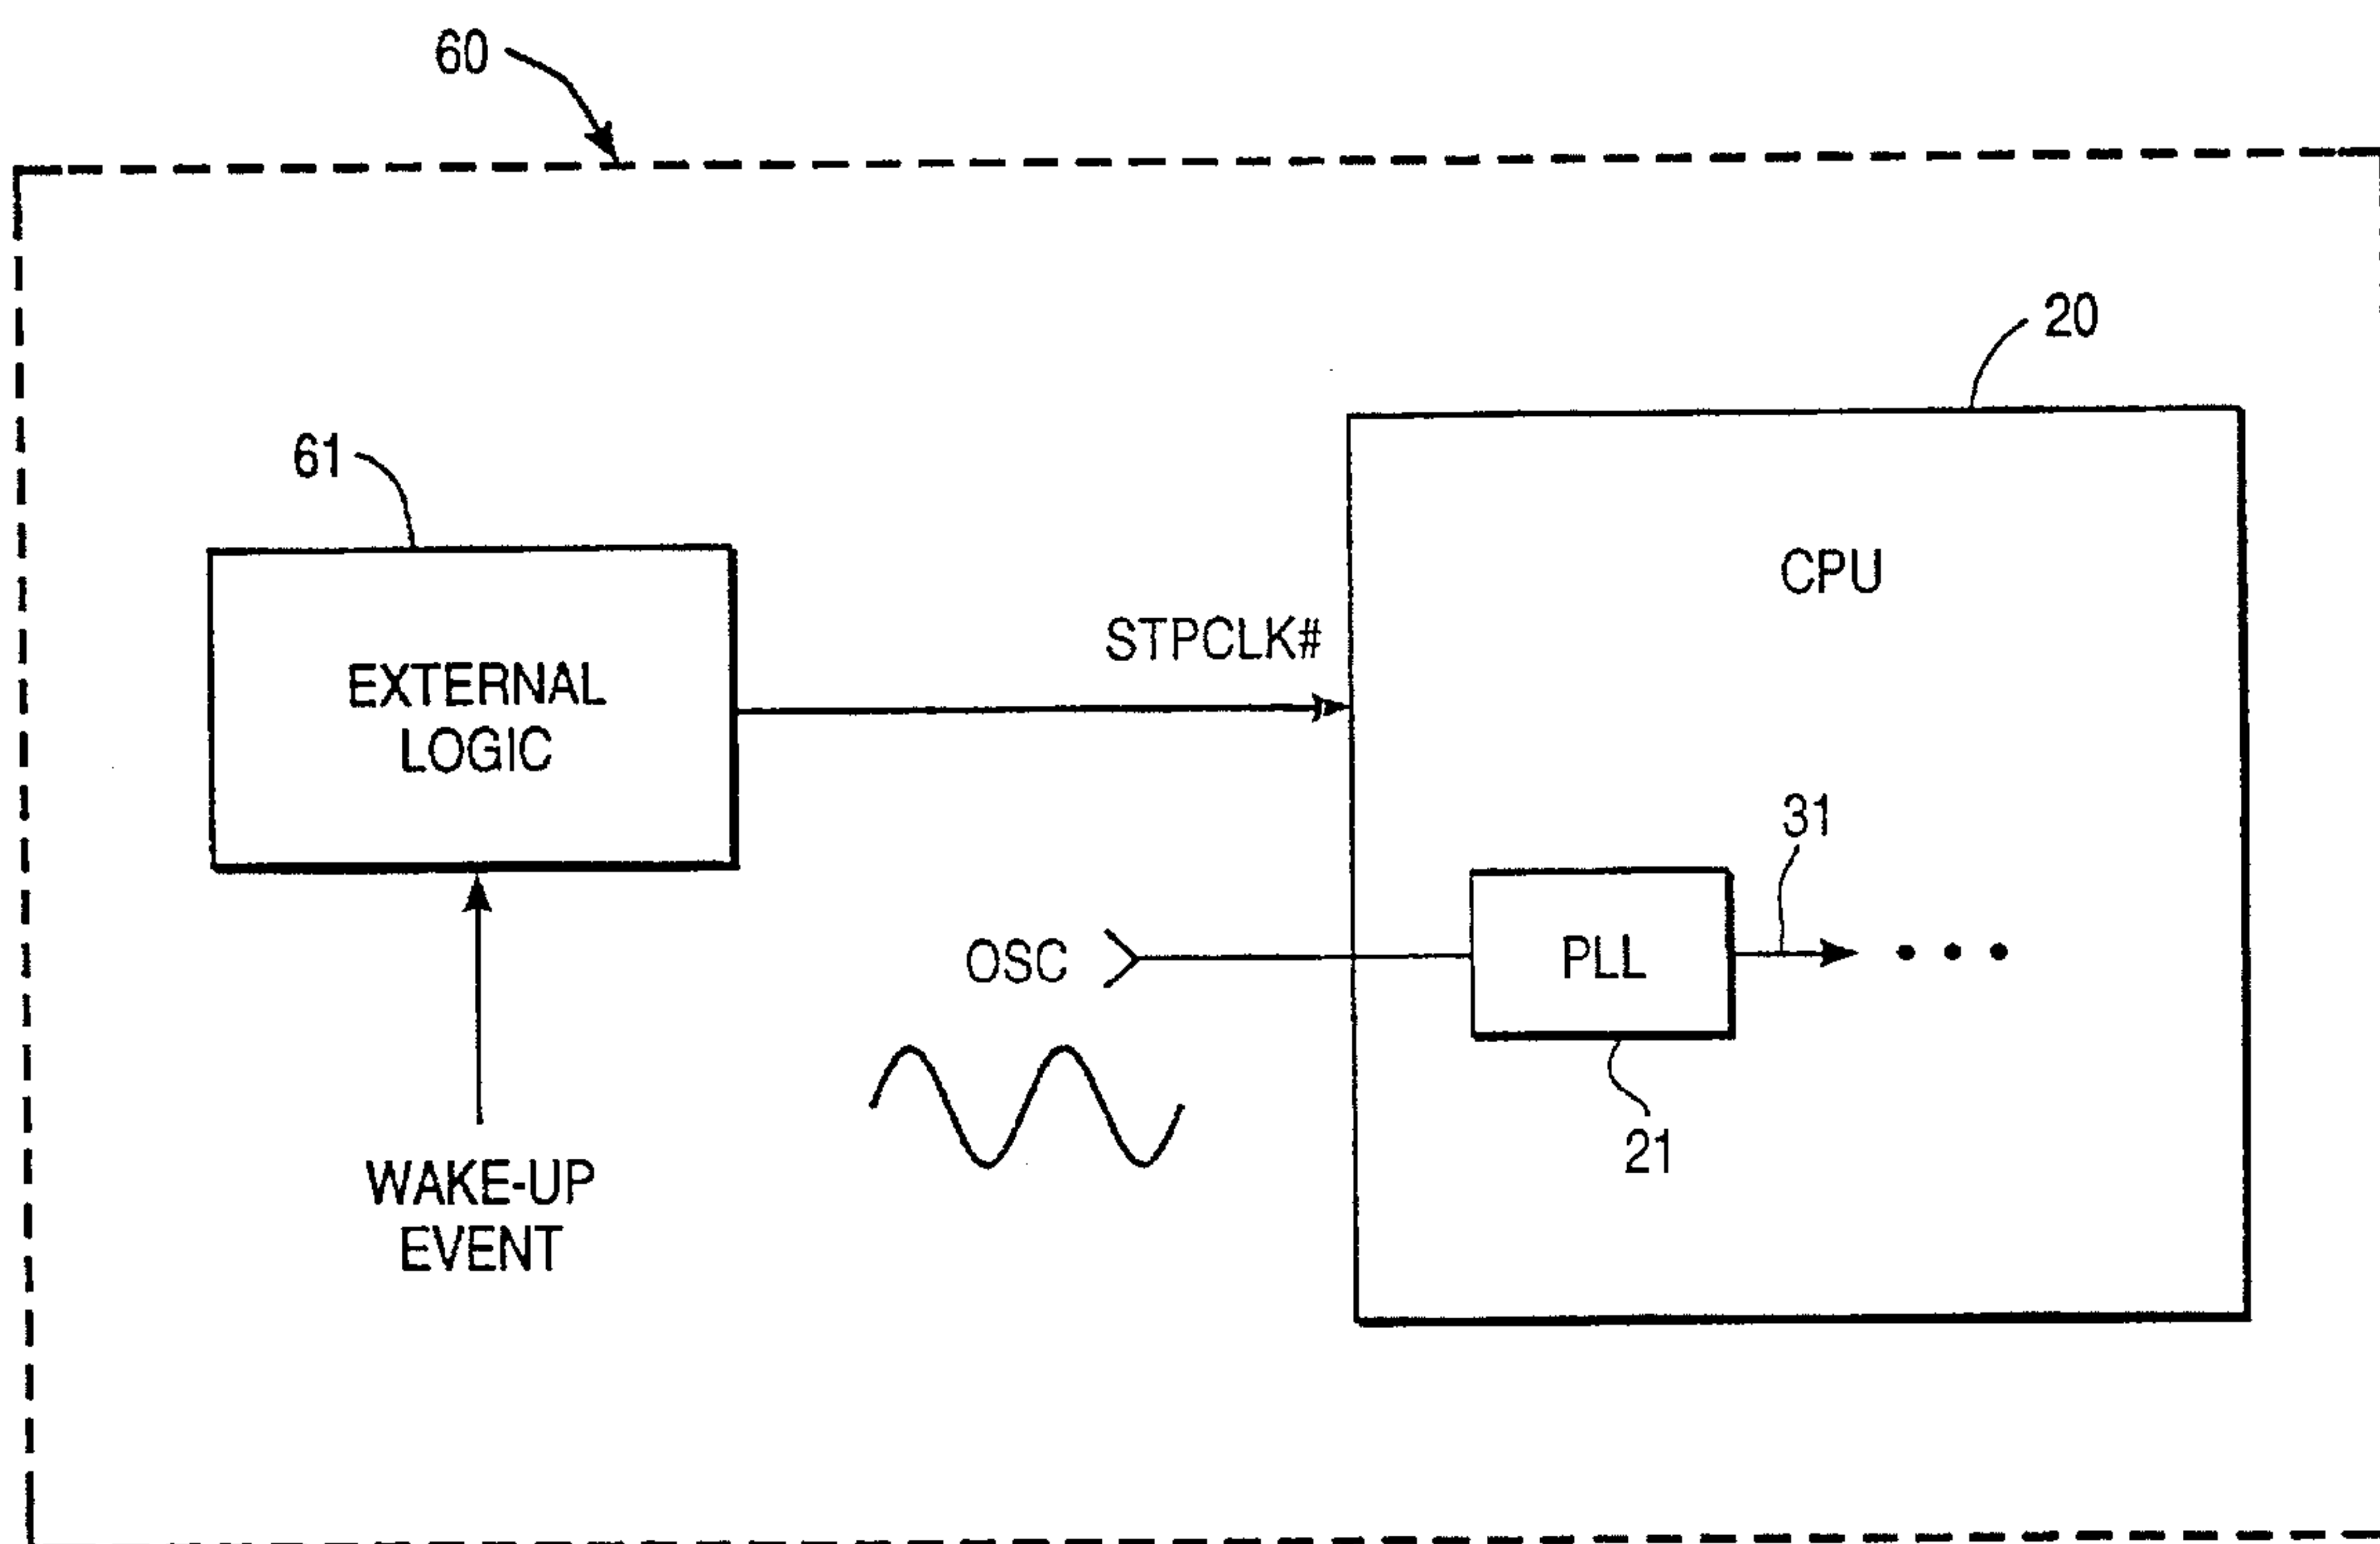 60
20
61
CPU
STPCLK#
EXTERNAL
LOGIC
31
OSC
PLL
21
WAKE-UP
EVENT